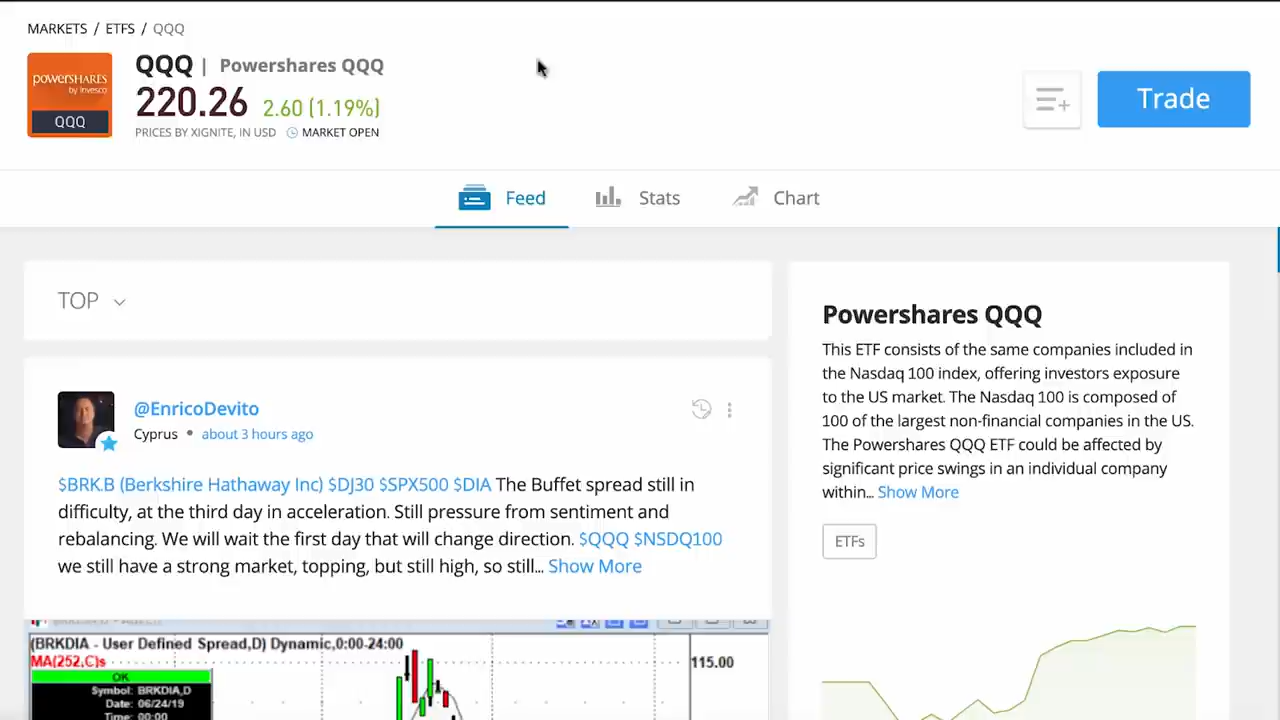 MARKETS / ETFS / QQQ
powerSHARES
by Invesco
QQQ
QQQ | Powershares QQQ
220.26 2.60 (1.19%)
PRICES BY XIGNITE, IN USD MARKET OPEN
Trade
Feed Stats Chart
TOP
@EnricoDevito
Cyprus • about 3 hours ago
$BRK.B (Berkshire Hathaway Inc) $DJ30 $SPX500 $DIA The Buffet spread still in
difficulty, at the third day in acceleration. Still pressure from sentiment and
rebalancing. We will wait the first day that will change direction. $QQQ $NSDQ100
we still have a strong market, topping, but still high, so still... Show More
(BRKDIA - User Defined Spread,D) Dynamic,0:00-24:00
MA(252,C)s
OK
Symbol: BRKDIA,D
Date: 06/24/19
Time: 00:00
115.00
Powershares QQQ
This ETF consists of the same companies included in
the Nasdaq 100 index, offering investors exposure
to the US market. The Nasdaq 100 is composed of
100 of the largest non-financial companies in the US.
The Powershares QQQ ETF could be affected by
significant price swings in an individual company
within... Show More
ETFs